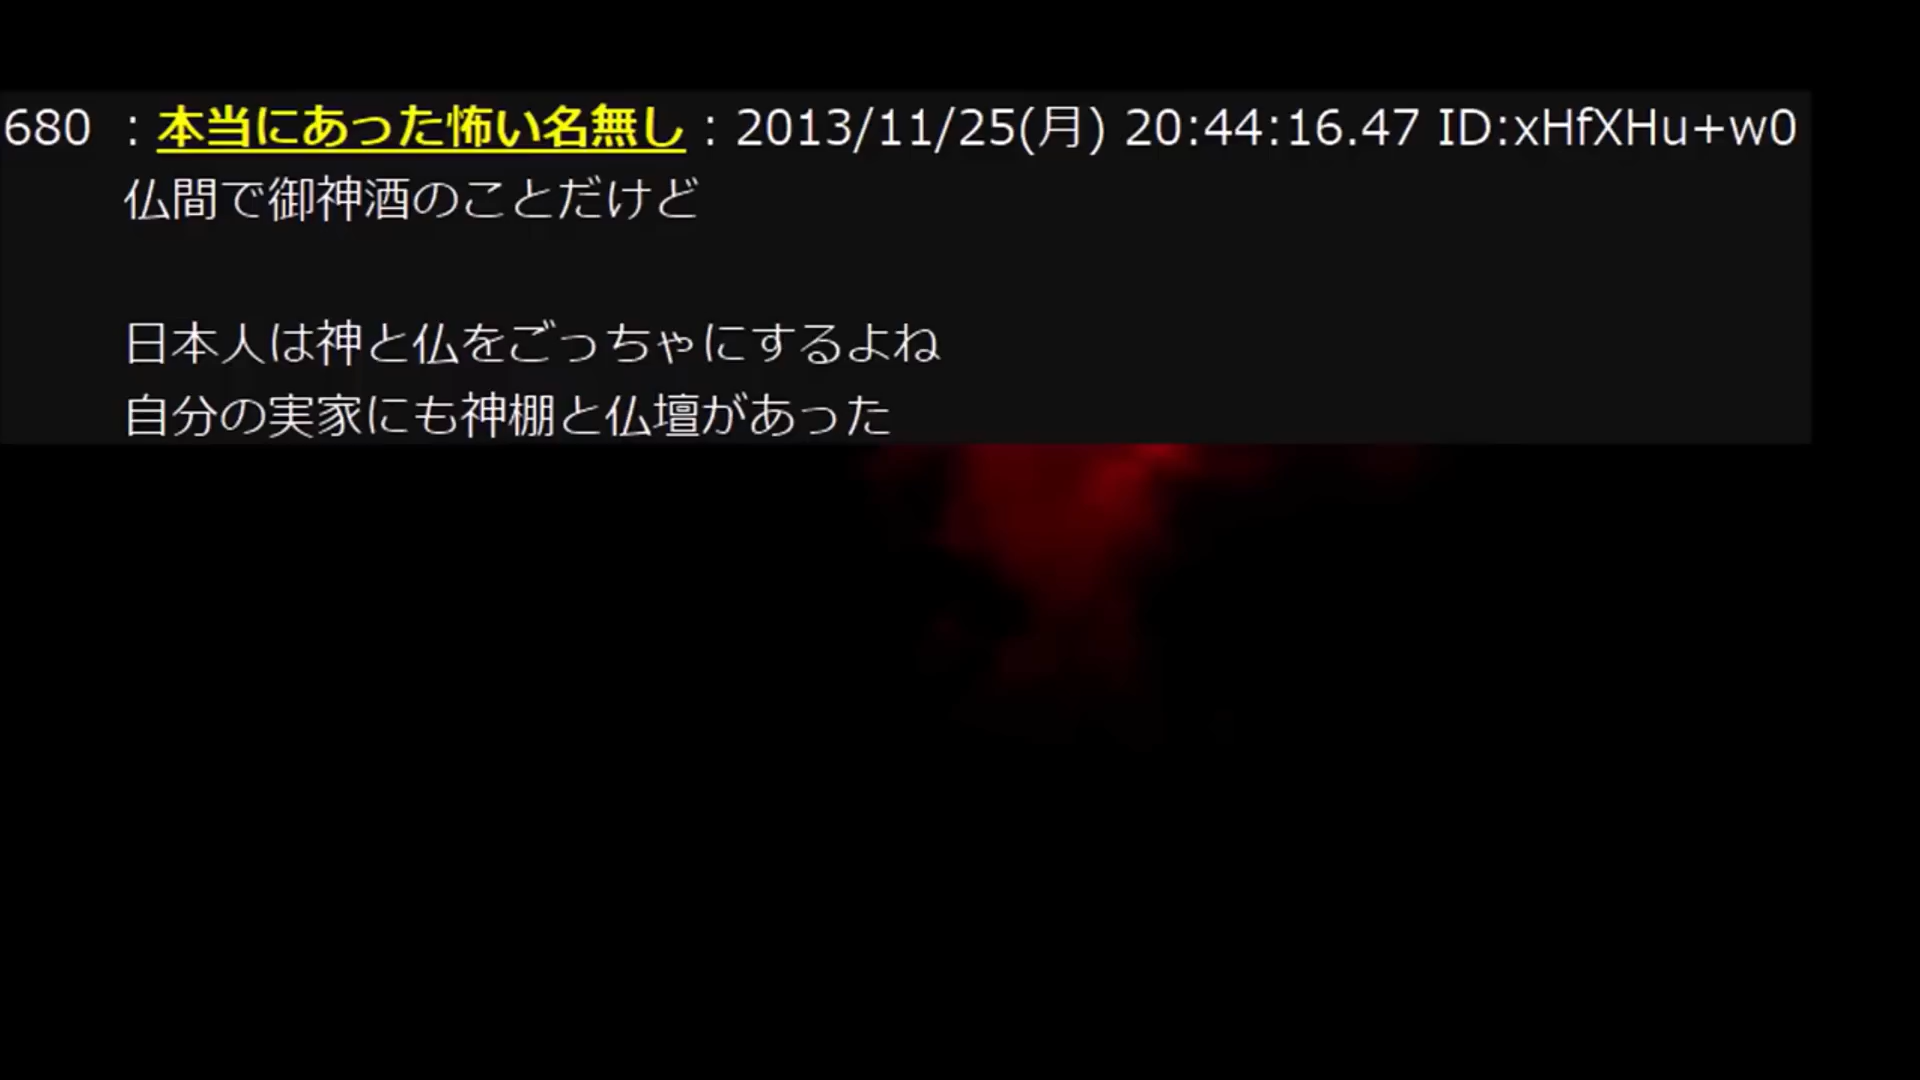 680 ：本当にあった怖い名無し：2013/11/25(月) 20:44:16.47 ID:xHfXHu+w0
仏間で御神酒のことだけど
日本人は神と仏をごっちゃにするよね
自分の実家にも神棚と仏壇があった